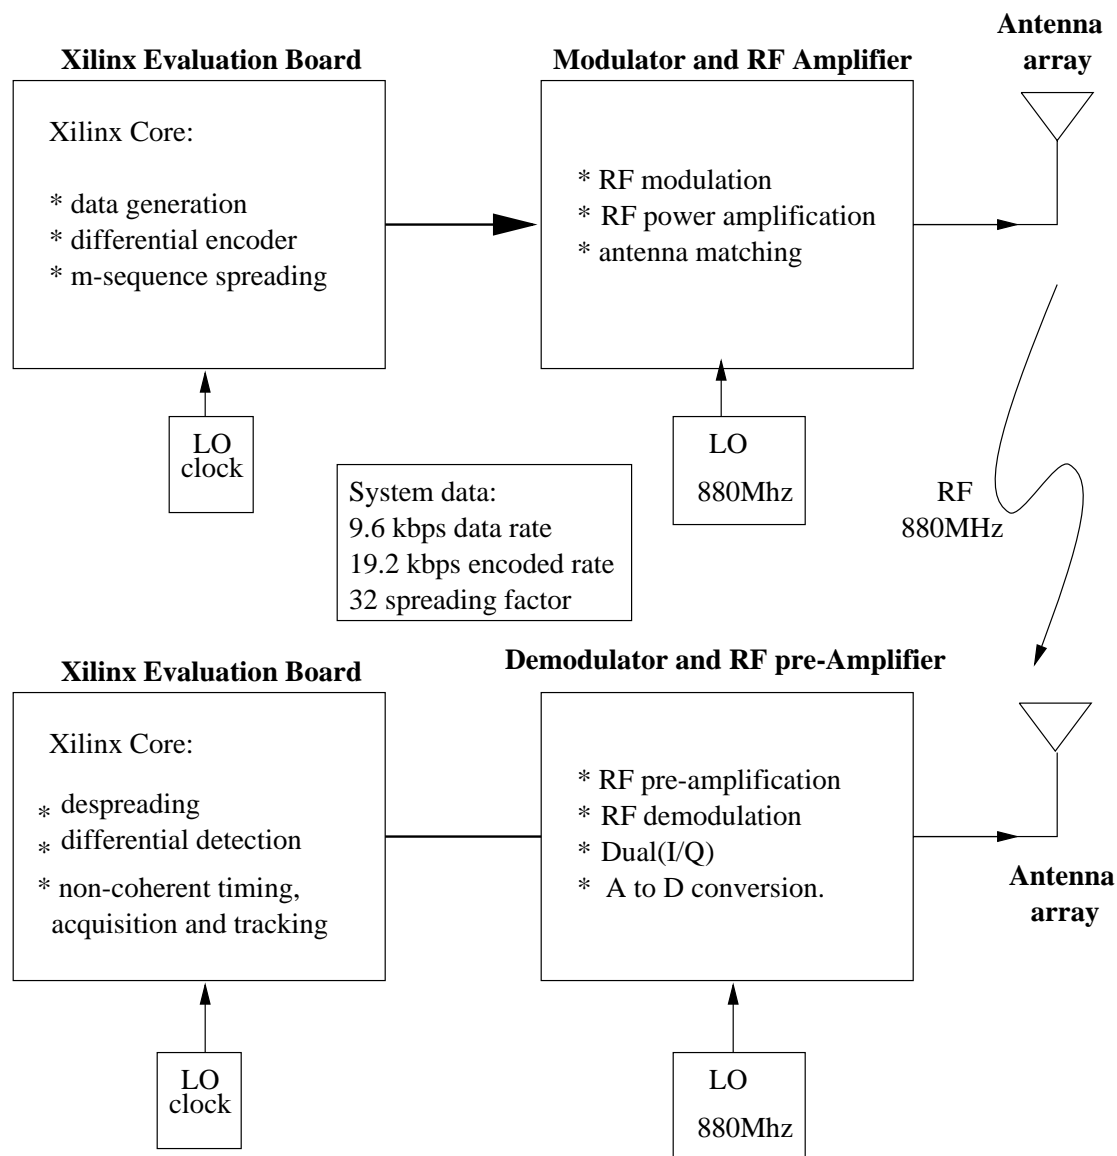 Antenna
array
Xilinx Evaluation Board
Modulator and RF Amplifier
Xilinx Core:
* data generation
* differential encoder
* m-sequence spreading
* RF modulation
* RF power amplification
* antenna matching
LO
clock
LO
880Mhz
System data:
9.6 kbps data rate
19.2 kbps encoded rate
32 spreading factor
RF
880MHz
Xilinx Evaluation Board
Demodulator and RF pre-Amplifier
Xilinx Core:
* despreading
* differential detection
* non-coherent timing,
acquisition and tracking
* RF pre-amplification
* RF demodulation
* Dual(I/Q)
* A to D conversion.
Antenna
array
LO
clock
LO
880Mhz